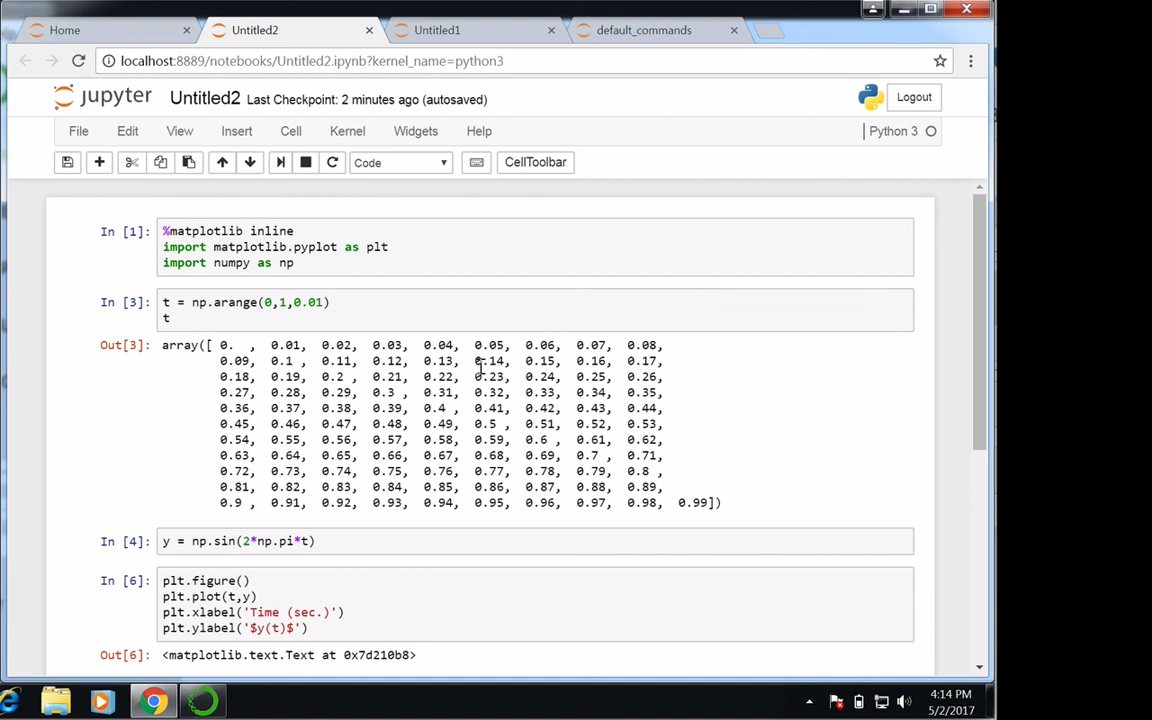 Home
Untitled2
Untitled1
default_commands
localhost:8889/notebooks/Untitled2.ipynb?kernel_name=python3
jupyter Untitled2 Last Checkpoint: 2 minutes ago (autosaved)
Logout
File Edit View Insert Cell Kernel Widgets Help
Python 3
Code
CellToolbar
In [1]: %matplotlib inline
import matplotlib.pyplot as plt
import numpy as np
In [3]: t = np.arange(0,1,0.01)
t
Out[3]: array([ 0.  , 0.01, 0.02, 0.03, 0.04, 0.05, 0.06, 0.07, 0.08,
0.09, 0.1 , 0.11, 0.12, 0.13, 0.14, 0.15, 0.16, 0.17,
0.18, 0.19, 0.2 , 0.21, 0.22, 0.23, 0.24, 0.25, 0.26,
0.27, 0.28, 0.29, 0.3 , 0.31, 0.32, 0.33, 0.34, 0.35,
0.36, 0.37, 0.38, 0.39, 0.4 , 0.41, 0.42, 0.43, 0.44,
0.45, 0.46, 0.47, 0.48, 0.49, 0.5 , 0.51, 0.52, 0.53,
0.54, 0.55, 0.56, 0.57, 0.58, 0.59, 0.6 , 0.61, 0.62,
0.63, 0.64, 0.65, 0.66, 0.67, 0.68, 0.69, 0.7 , 0.71,
0.72, 0.73, 0.74, 0.75, 0.76, 0.77, 0.78, 0.79, 0.8 ,
0.81, 0.82, 0.83, 0.84, 0.85, 0.86, 0.87, 0.88, 0.89,
0.9 , 0.91, 0.92, 0.93, 0.94, 0.95, 0.96, 0.97, 0.98, 0.99])
In [4]: y = np.sin(2*np.pi*t)
In [6]: plt.figure()
plt.plot(t,y)
plt.xlabel('Time (sec.)')
plt.ylabel('$y(t)$')
Out[6]: <matplotlib.text.Text at 0x7d210b8>
4:14 PM
5/2/2017